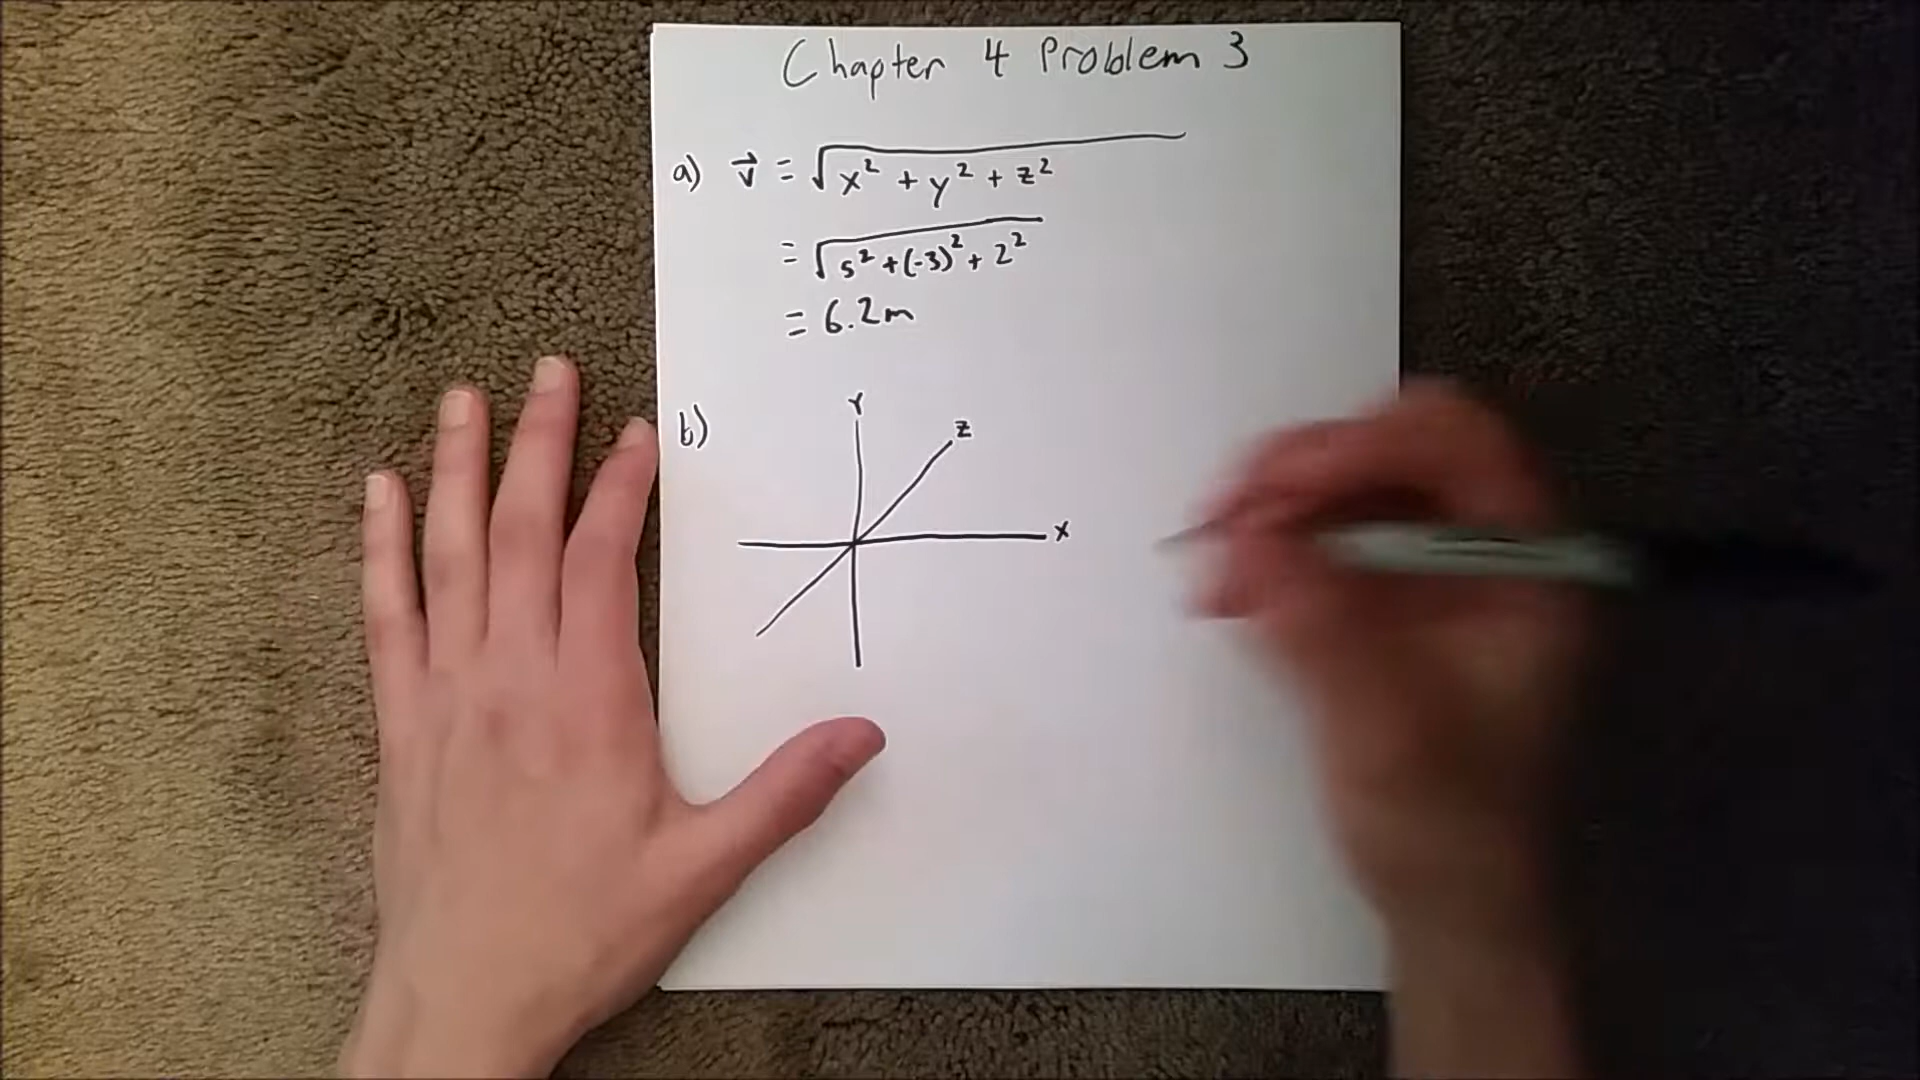 Chapter 4 Problem 3
a) v⃗ = √x² + y² + z²
= √5² + (-3)² + 2²
= 6.2m
b)
Y
Z
X